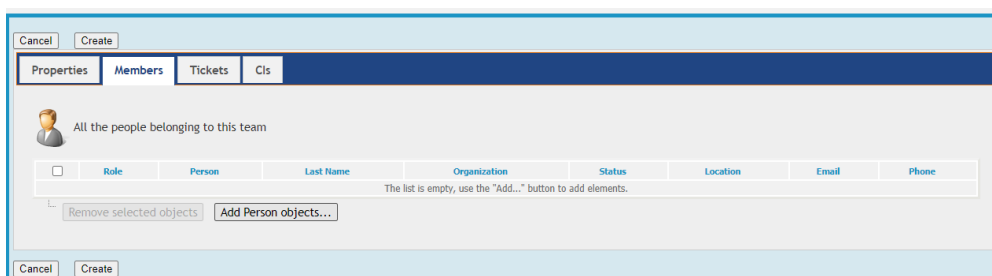 Cancel Create
Properties Members Tickets CIs
All the people belonging to this team
Role Person Last Name Organization Status Location Email Phone
The list is empty, use the "Add..." button to add elements.
Remove selected objects Add Person objects...
Cancel Create